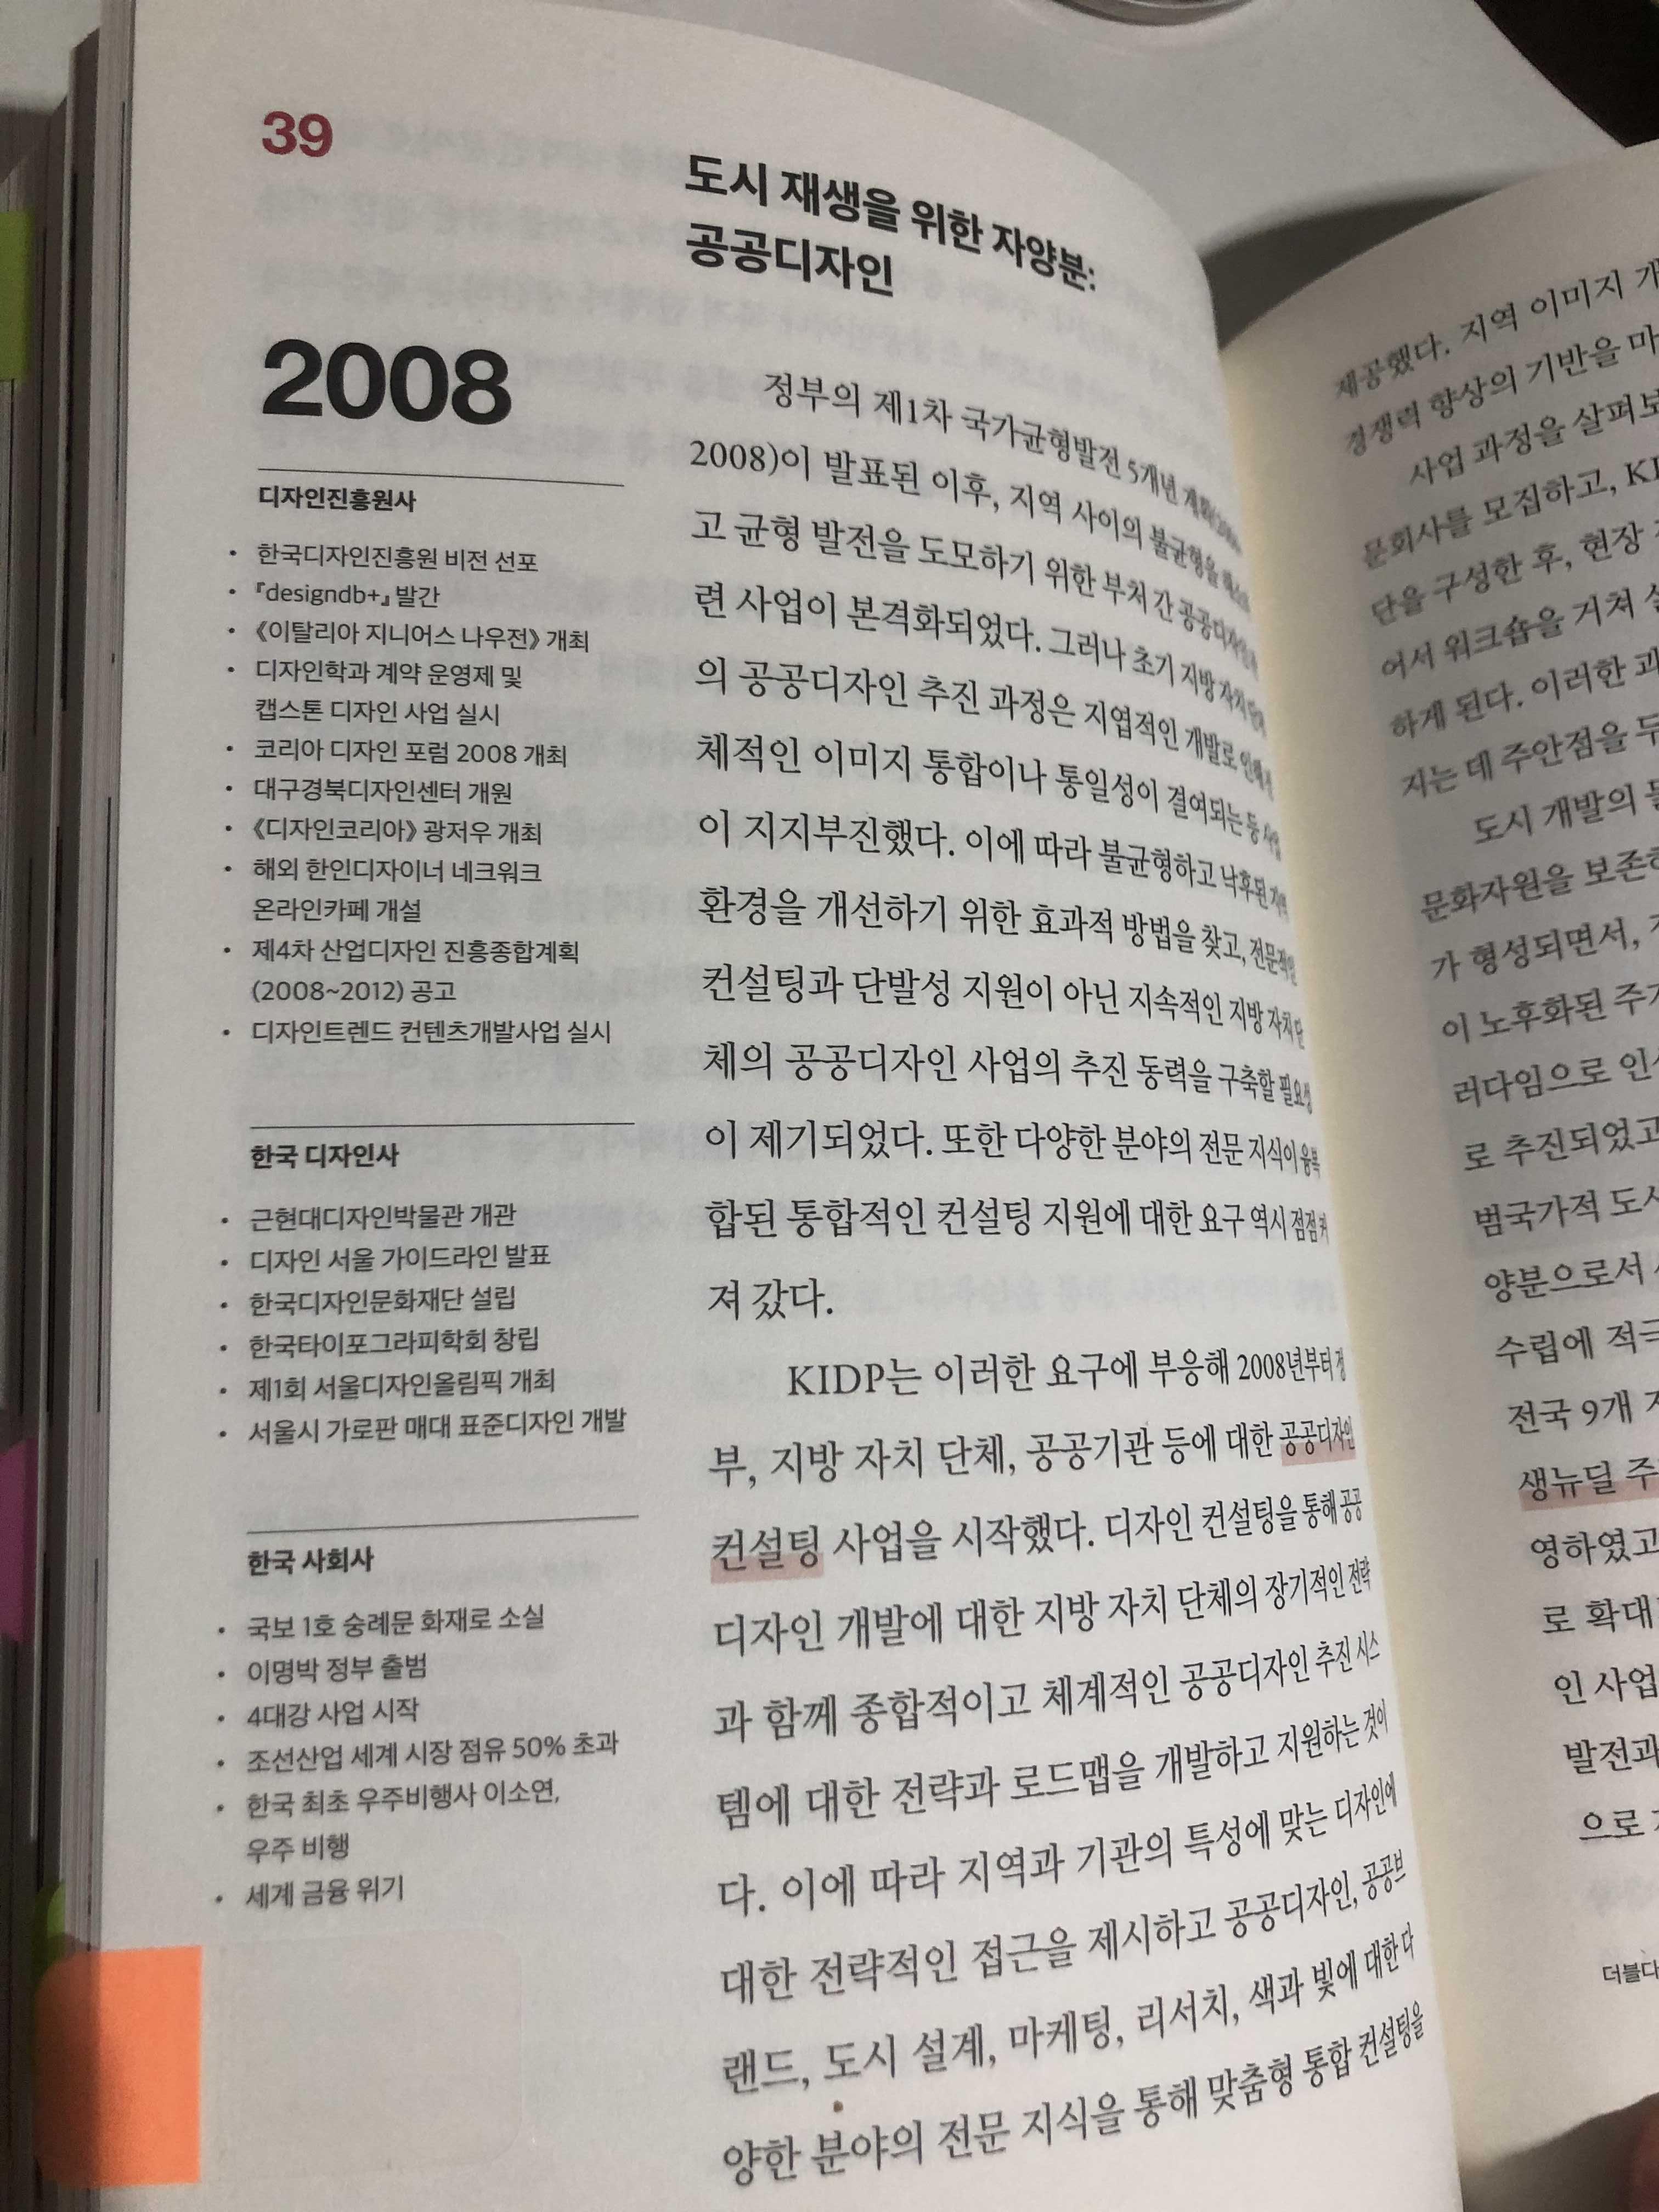 39
도시 재생을 위한 자양분:
공공디자인
2008
디자인진흥원사
• 한국디자인진흥원 비전 선포
• 『designdb+』 발간
• 《이탈리아 지니어스 나우전》 개최
• 디자인학과 계약 운영제 및
캡스톤 디자인 사업 실시
• 코리아 디자인 포럼 2008 개최
• 대구경북디자인센터 개원
• 《디자인코리아》 광저우 개최
• 해외 한인디자이너 네크워크
온라인카페 개설
• 제4차 산업디자인 진흥종합계획
(2008~2012) 공고
• 디자인트렌드 컨텐츠개발사업 실시
한국 디자인사
• 근현대디자인박물관 개관
• 디자인 서울 가이드라인 발표
• 한국디자인문화재단 설립
• 한국타이포그라피학회 창립
• 제1회 서울디자인올림픽 개최
• 서울시 가로판 매대 표준디자인 개발
한국 사회사
• 국보 1호 숭례문 화재로 소실
• 이명박 정부 출범
• 4대강 사업 시작
• 조선산업 세계 시장 점유 50% 초과
• 한국 최초 우주비행사 이소연,
우주 비행
• 세계 금융 위기
정부의 제1차 국가균형발전 5개년
2008)이 발표된 이후, 지역 사이의 불균형을
고 균형 발전을 도모하기 위한 부처 간
련 사업이 본격화되었다. 그러나 초기 지방 자치
의 공공디자인 추진 과정은 지엽적인 개발로
체적인 이미지 통합이나 통일성이 결여되는 등
이 지지부진했다. 이에 따라 불균형하고 낙후된
환경을 개선하기 위한 효과적 방법을 찾고, 전문적인
컨설팅과 단발성 지원이 아닌 지속적인 지방 자치 단
체의 공공디자인 사업의 추진 동력을 구축할 필요성
이 제기되었다. 또한 다양한 분야의 전문 지식이 융복
합된 통합적인 컨설팅 지원에 대한 요구 역시 점점 커
져 갔다.
KIDP는 이러한 요구에 부응해 2008년부터 정
부, 지방 자치 단체, 공공기관 등에 대한 공공디자인
컨설팅 사업을 시작했다. 디자인 컨설팅을 통해 공공
디자인 개발에 대한 지방 자치 단체의 장기적인 전략
과 함께 종합적이고 체계적인 공공디자인 추진 시스
템에 대한 전략과 로드맵을 개발하고 지원하는 것이
다. 이에 따라 지역과 기관의 특성에 맞는 디자인에
대한 전략적인 접근을 제시하고 공공디자인, 공공브
랜드, 도시 설계, 마케팅, 리서치, 색과 빛에 대한 다
양한 분야의 전문 지식을 통해 맞춤형 통합 컨설팅을
제공했다. 지역 이미지
경쟁력 향상의 기반을
사업 과정을
문회사를 모집하고,
단을 구성한 후, 현장
어서 워크숍을 거쳐
하게 된다. 이러한
지는 데 주안점을
도시 개발의
문화자원을
가 형성되면서,
이 노후화된
러다임으로
로 추진되었고
범국가적
양분으로서
수립에
전국 9개
생뉴딜
영하였고
로 확대
인 사업
발전과
으로